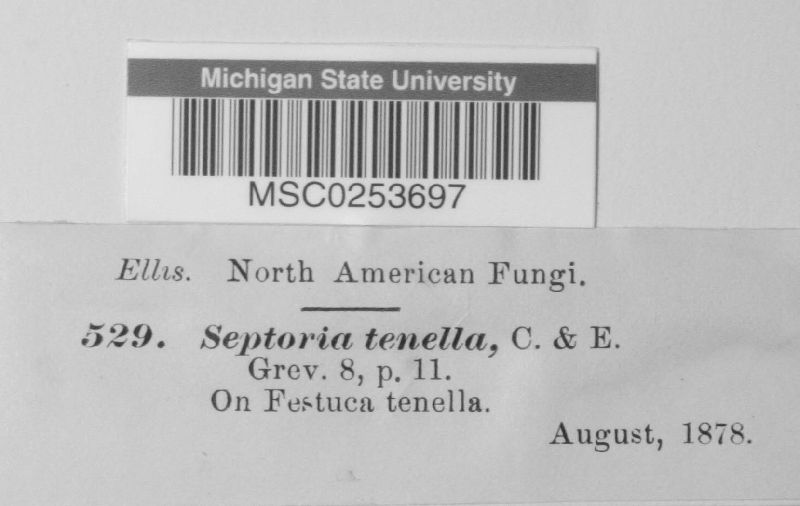 Michigan State University
MSC0253697
Ellis. North American Fungi.
529. Septoria tenella, C. & E.
Grev. 8, p. 11.
On Festuca tenella.
August, 1878.